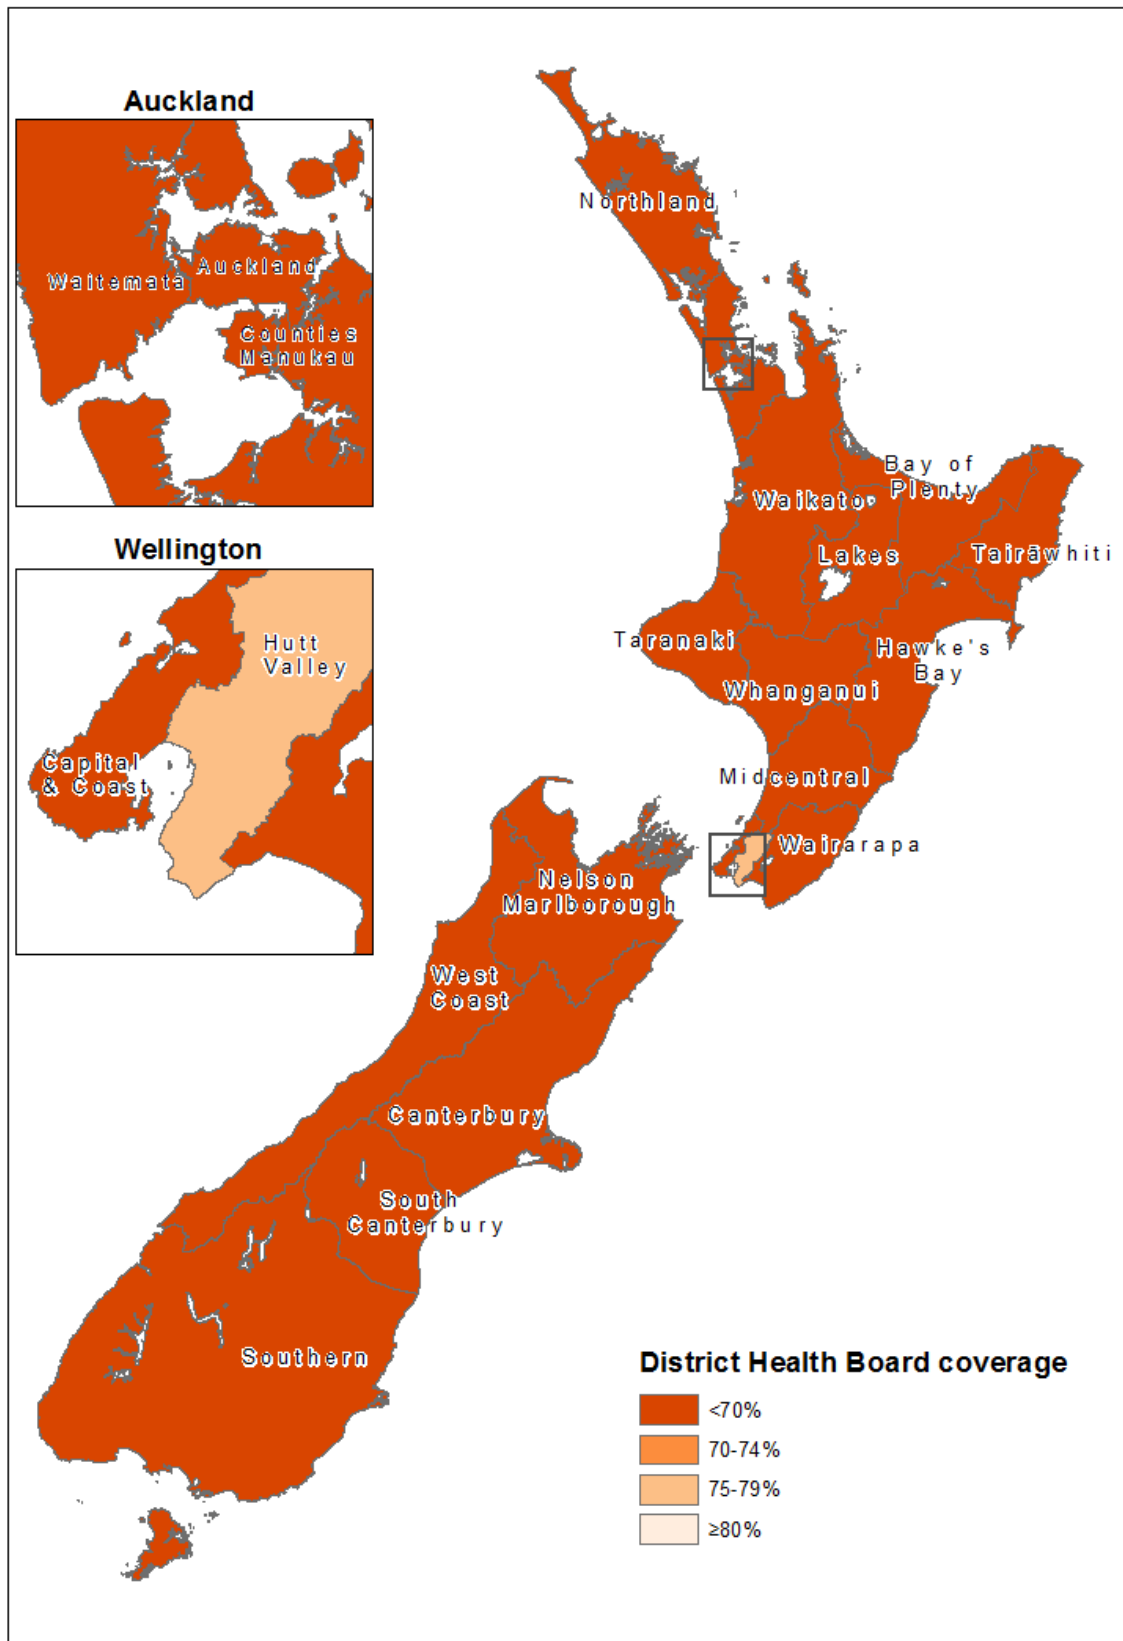 Auckland
Waitemata
Auckland
Counties
Manukau
Wellington
Hutt
Valley
Capital
& Coast
Northland
Bay of
Plenty
Waikato
Lakes
Tairāwhiti
Taranaki
Hawke's
Bay
Whanganui
Midcentral
Wairarapa
Nelson
Marlborough
West
Coast
Canterbury
South
Canterbury
Southern
District Health Board coverage
<70%
70-74%
75-79%
≥80%